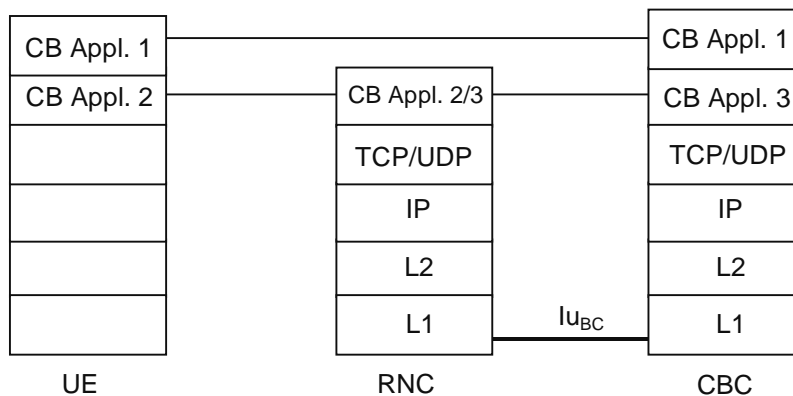 CB Appl. 1
CB Appl. 1
CB Appl. 2
CB Appl. 2/3
CB Appl. 3
TCP/UDP
TCP/UDP
IP
IP
L2
L2
L1
IuBC
L1
UE
RNC
CBC